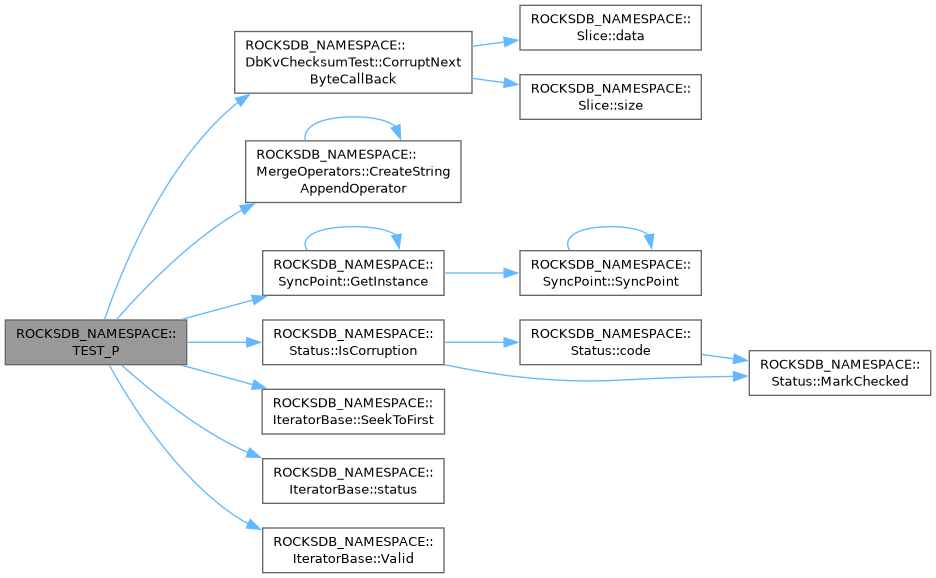 ROCKSDB_NAMESPACE::
TEST_P
ROCKSDB_NAMESPACE::
DbKvChecksumTest::CorruptNext
ByteCallBack
ROCKSDB_NAMESPACE::
Slice::data
ROCKSDB_NAMESPACE::
Slice::size
ROCKSDB_NAMESPACE::
MergeOperators::CreateString
AppendOperator
ROCKSDB_NAMESPACE::
SyncPoint::GetInstance
ROCKSDB_NAMESPACE::
SyncPoint::SyncPoint
ROCKSDB_NAMESPACE::
Status::IsCorruption
ROCKSDB_NAMESPACE::
Status::code
ROCKSDB_NAMESPACE::
Status::MarkChecked
ROCKSDB_NAMESPACE::
IteratorBase::SeekToFirst
ROCKSDB_NAMESPACE::
IteratorBase::status
ROCKSDB_NAMESPACE::
IteratorBase::Valid